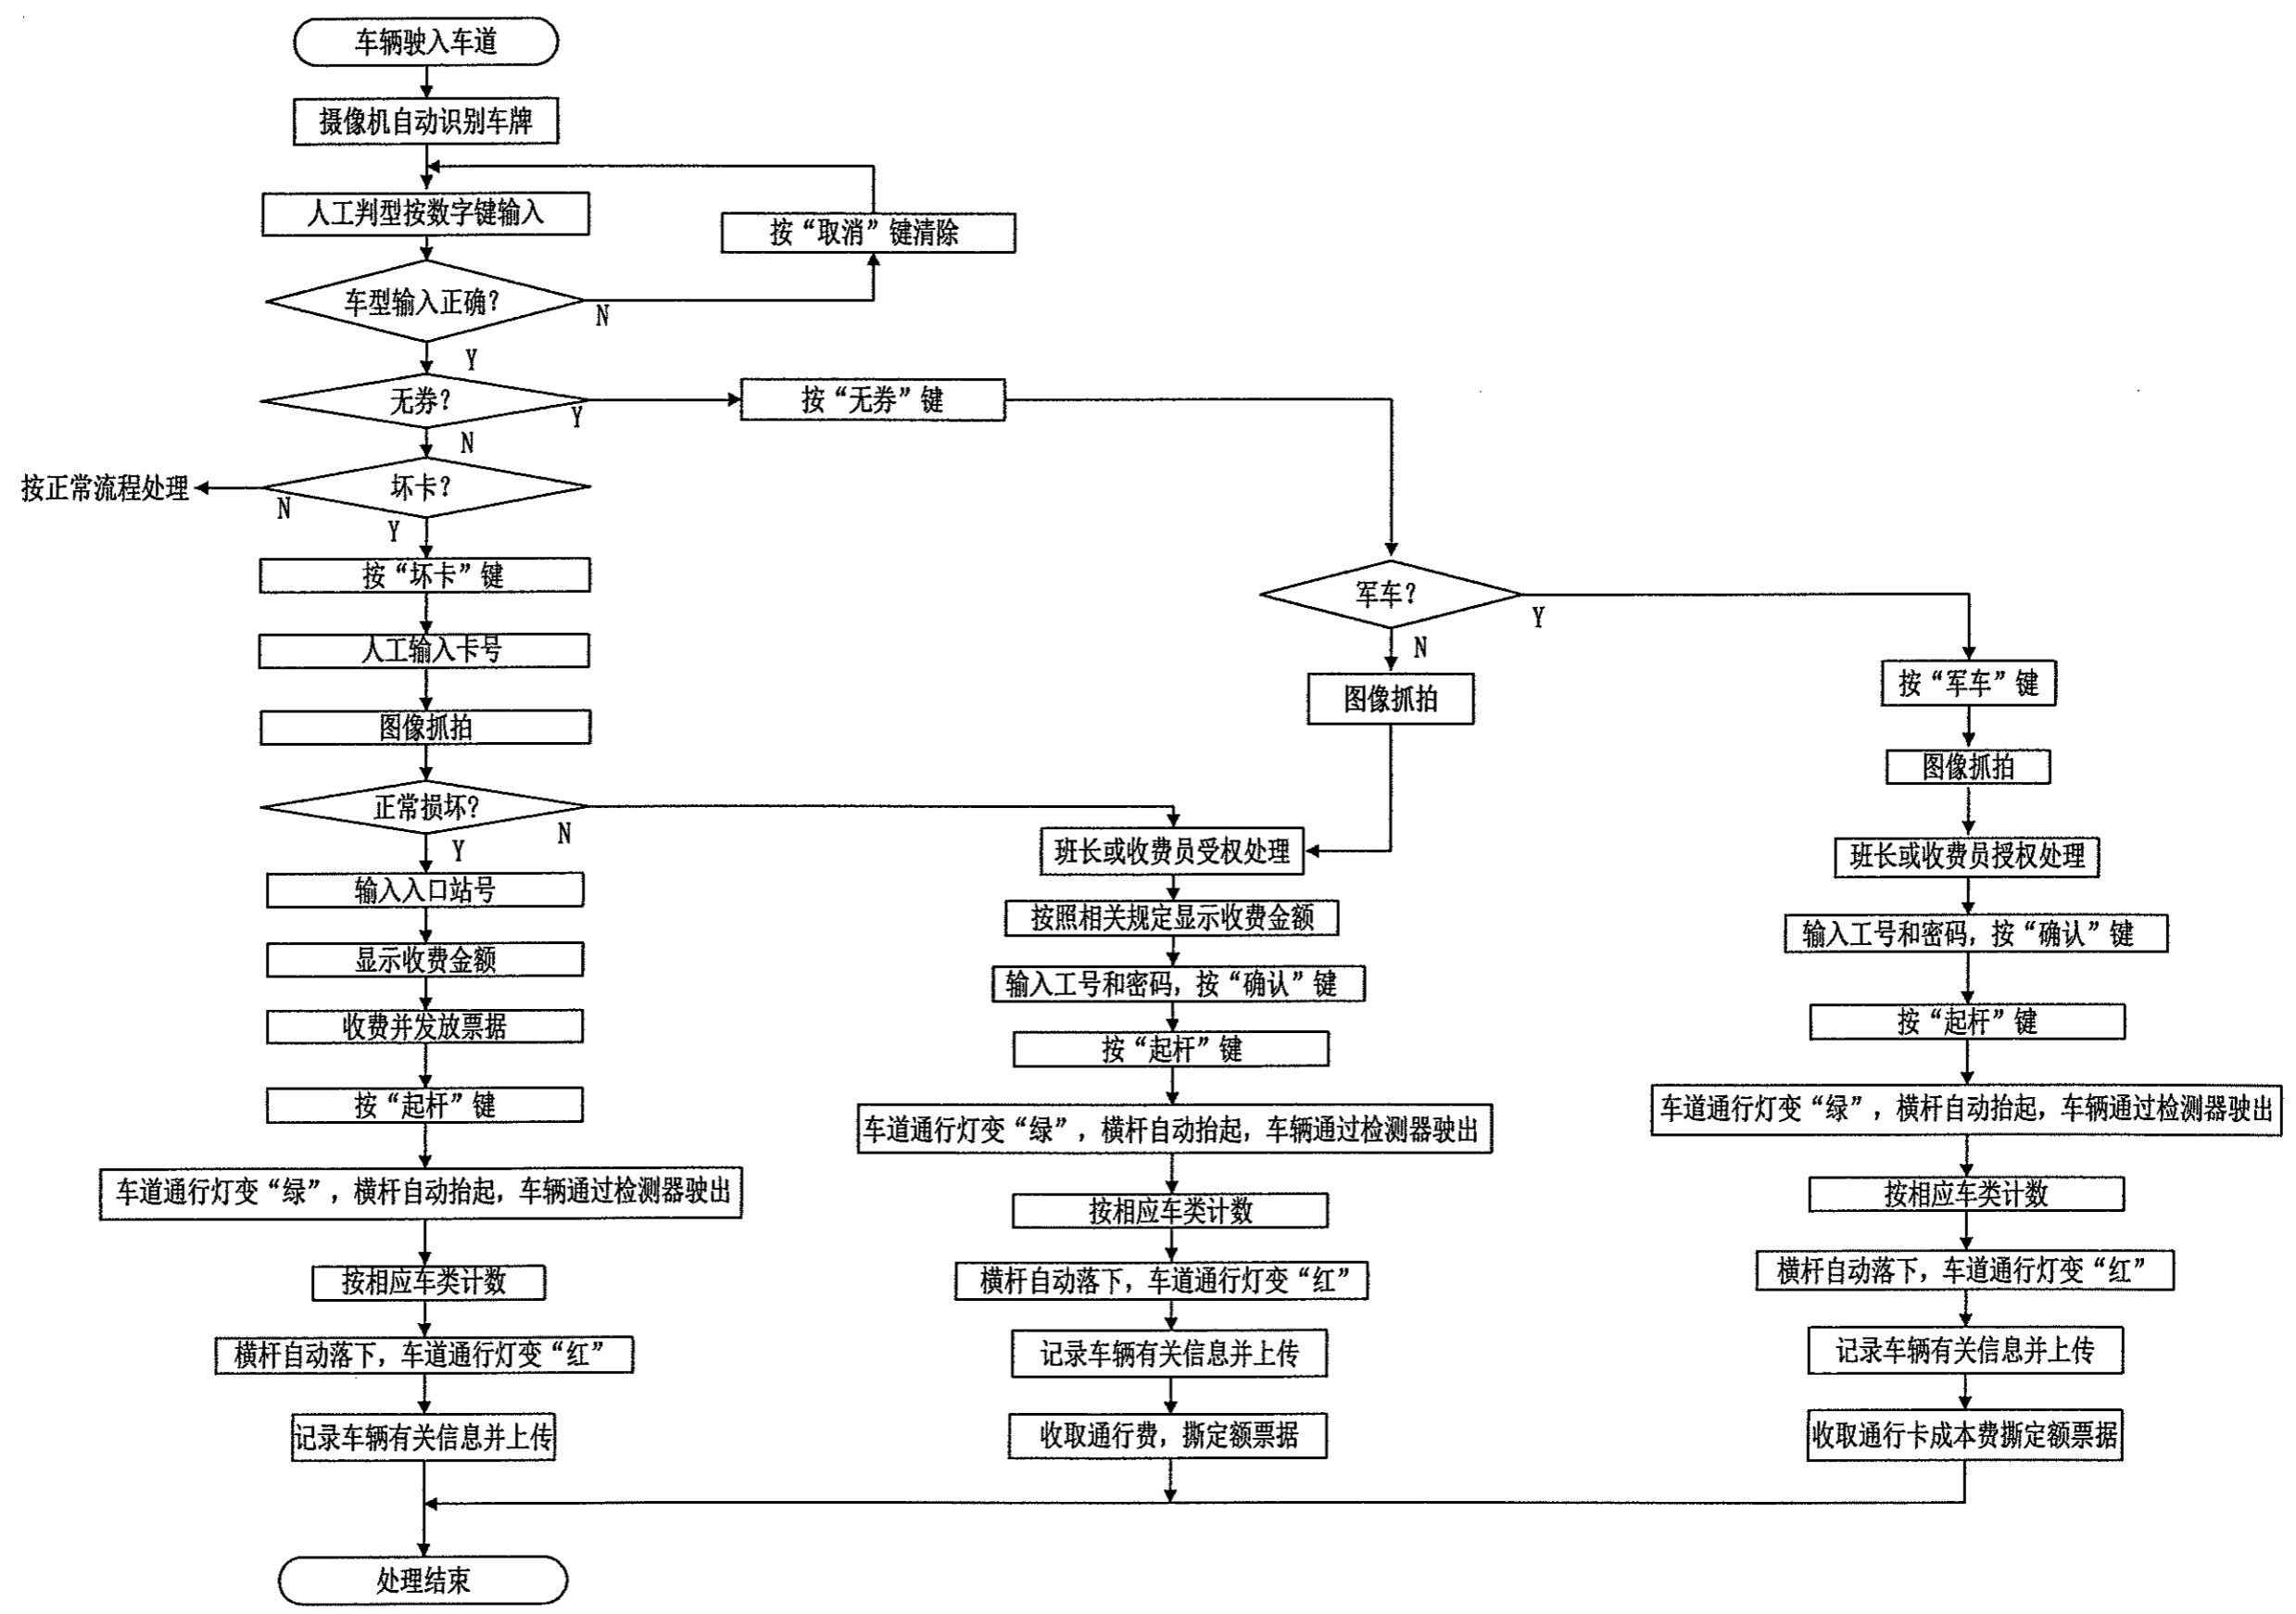 车辆驶入车道
摄像机自动识别车牌
人工判型按数字键输入
按“取消”键清除
车型输入正确?
N
Y
无券?
Y
按“无券”键
N
按正常流程处理
坏卡?
N
Y
按“坏卡”键
军车?
Y
N
人工输入卡号
按“军车”键
图像抓拍
图像抓拍
图像抓拍
正常损坏?
N
Y
班长或收费员受权处理
班长或收费员授权处理
输入入口站号
按照相关规定显示收费金额
输入工号和密码，按“确认”键
显示收费金额
输入工号和密码，按“确认”键
收费并发放票据
按“起杆”键
按“起杆”键
按“起杆”键
车道通行灯变“绿”，横杆自动抬起，车辆通过检测器驶出
车道通行灯变“绿”，横杆自动抬起，车辆通过检测器驶出
车道通行灯变“绿”，横杆自动抬起，车辆通过检测器驶出
按相应车类计数
按相应车类计数
按相应车类计数
横杆自动落下，车道通行灯变“红”
横杆自动落下，车道通行灯变“红”
横杆自动落下，车道通行灯变“红”
记录车辆有关信息并上传
记录车辆有关信息并上传
记录车辆有关信息并上传
收取通行费，撕定额票据
收取通行卡成本费撕定额票据
处理结束